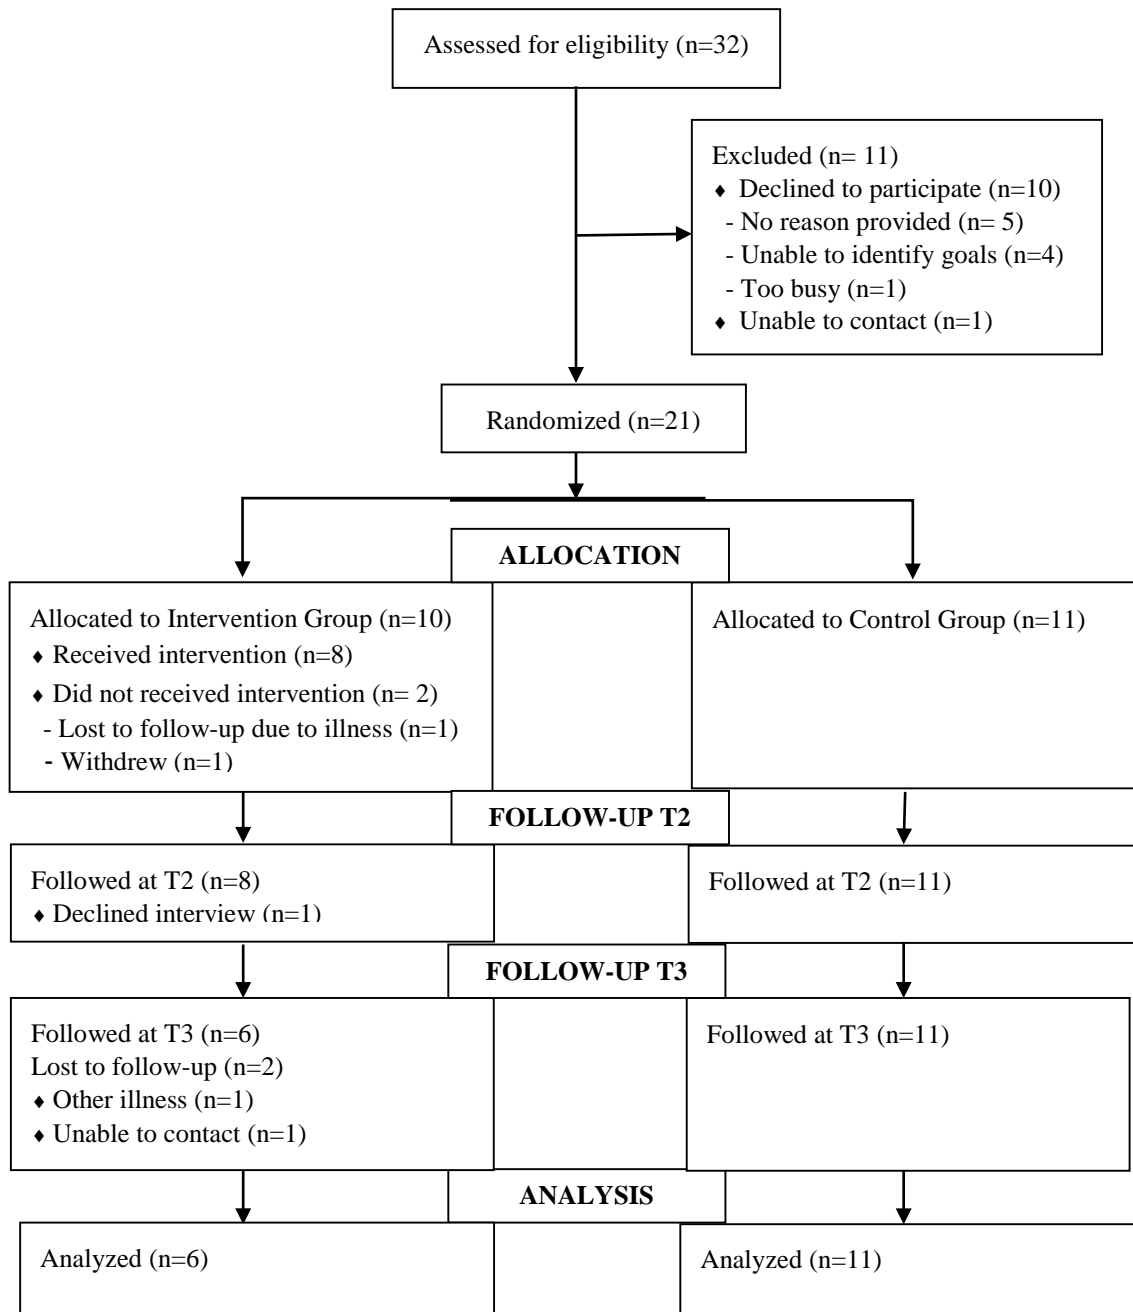 Assessed for eligibility (n=32)
Excluded (n= 11)
♦ Declined to participate (n=10)
- No reason provided (n= 5)
- Unable to identify goals (n=4)
- Too busy (n=1)
♦ Unable to contact (n=1)
Randomized (n=21)
ALLOCATION
Allocated to Intervention Group (n=10)
♦ Received intervention (n=8)
♦ Did not received intervention (n= 2)
- Lost to follow-up due to illness (n=1)
- Withdrew (n=1)
Allocated to Control Group (n=11)
FOLLOW-UP T2
Followed at T2 (n=8)
♦ Declined interview (n=1)
Followed at T2 (n=11)
FOLLOW-UP T3
Followed at T3 (n=6)
Lost to follow-up (n=2)
♦ Other illness (n=1)
♦ Unable to contact (n=1)
Followed at T3 (n=11)
ANALYSIS
Analyzed (n=6)
Analyzed (n=11)